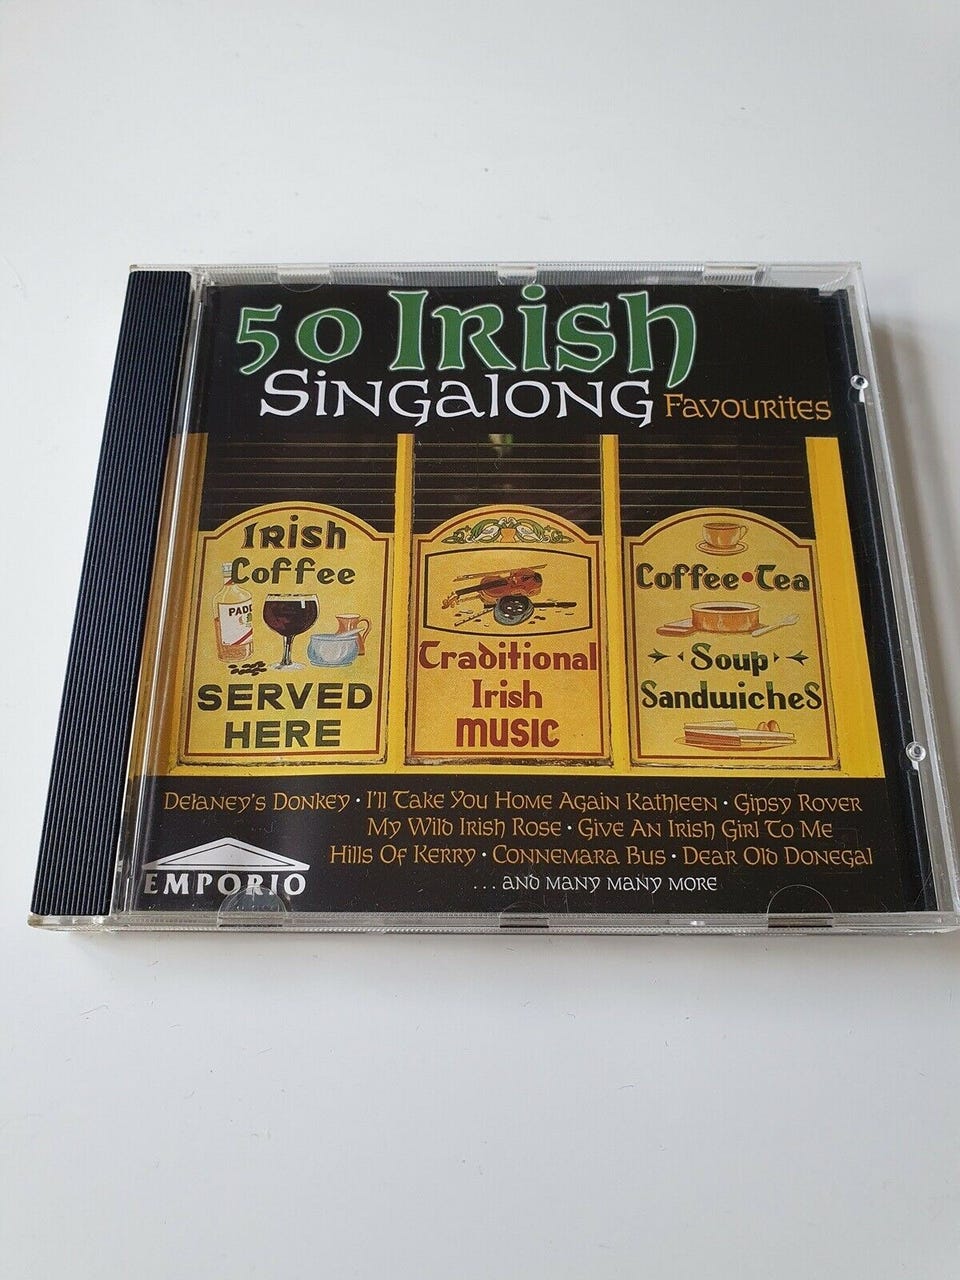 50 Irish
Singalong Favourites
Irish
Coffee
PADD
SERVED
HERE
Traditional
Irish
MUSIC
Coffee • Tea
Soup
Sandwiches
Delaney's Donkey • I'll Take You Home Again Kathleen • Gipsy Rover
My Wild Irish Rose • Give An Irish Girl To Me
Hills Of Kerry • Connemara Bus • Dear Old Donegal
...and many many more
EMPORIO